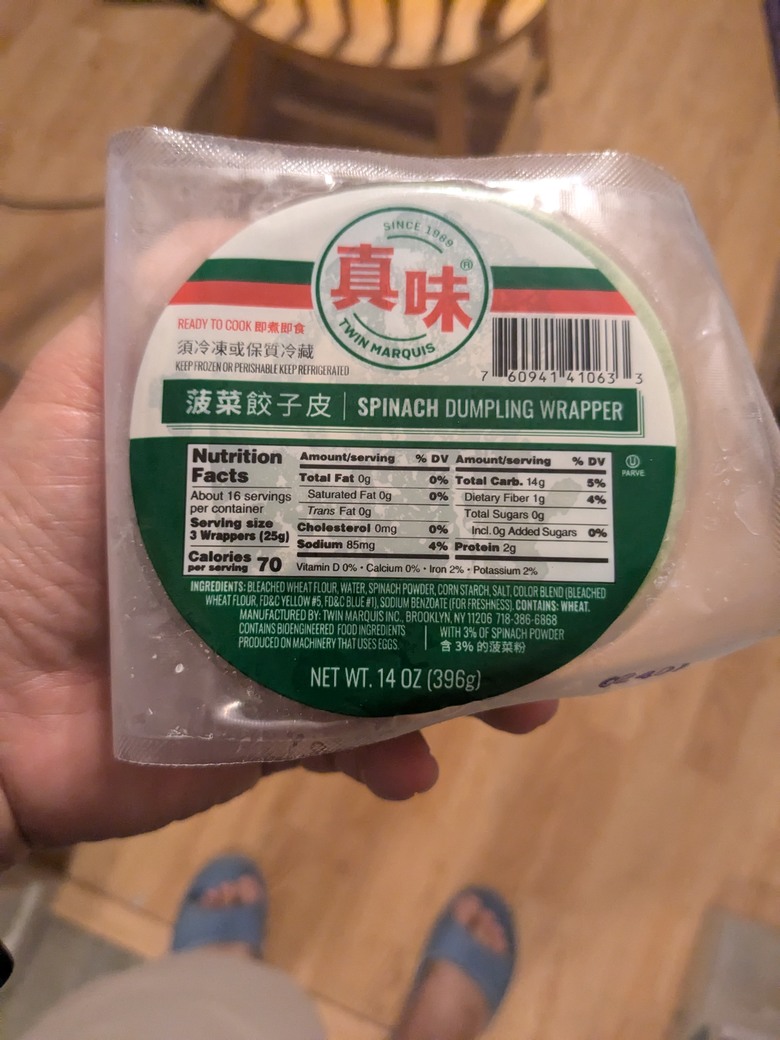 SINCE 1989
真味®
TWIN MARQUIS
READY TO COOK 即煮即食
須冷凍或保質冷藏
KEEP FROZEN OR PERISHABLE KEEP REFRIGERATED
7 60941 41063 3
菠菜餃子皮 | SPINACH DUMPLING WRAPPER
Nutrition
Facts
About 16 servings
per container
Serving size
3 Wrappers (25g)
Calories
per serving 70
Amount/serving % DV
Total Fat 0g 0%
Saturated Fat 0g 0%
Trans Fat 0g
Cholesterol 0mg 0%
Sodium 85mg 4%
Amount/serving % DV
Total Carb. 14g 5%
Dietary Fiber 1g 4%
Total Sugars 0g
Incl. 0g Added Sugars 0%
Protein 2g
Vitamin D 0% • Calcium 0% • Iron 2% • Potassium 2%
U
PARVE
INGREDIENTS: BLEACHED WHEAT FLOUR, WATER, SPINACH POWDER, CORN STARCH, SALT, COLOR BLEND (BLEACHED
WHEAT FLOUR, FD&C YELLOW #5, FD&C BLUE #1), SODIUM BENZOATE (FOR FRESHNESS). CONTAINS: WHEAT.
MANUFACTURED BY: TWIN MARQUIS INC., BROOKLYN, NY 11206 718-386-6868
CONTAINS BIOENGINEERED FOOD INGREDIENTS
PRODUCED ON MACHINERY THAT USES EGGS.
WITH 3% OF SPINACH POWDER
含 3% 的菠菜粉
NET WT. 14 OZ (396g)